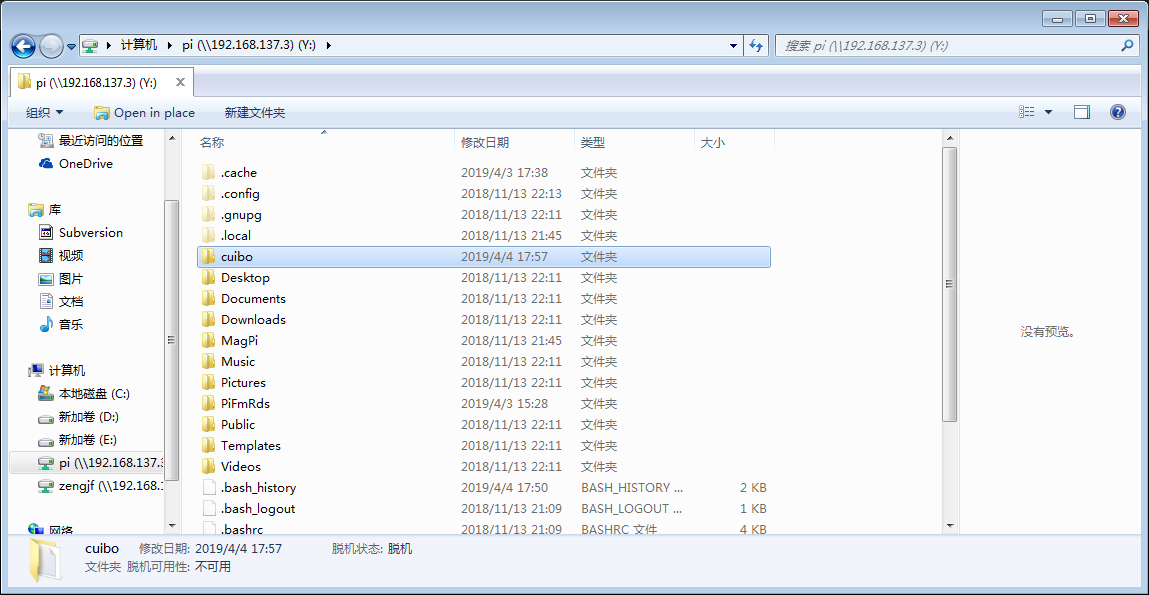 计算机 pi (\\192.168.137.3) (Y:)
搜索 pi (\\192.168.137.3) (Y:)
pi (\\192.168.137.3) (Y:)
组织 Open in place 新建文件夹
最近访问的位置
OneDrive
库
Subversion
视频
图片
文档
音乐
计算机
本地磁盘 (C:)
新加卷 (D:)
新加卷 (E:)
pi (\\192.168.137.3
zengjf (\\192.168.:
网络
名称 修改日期 类型 大小
.cache 2019/4/3 17:38 文件夹
.config 2018/11/13 22:13 文件夹
.gnupg 2018/11/13 22:11 文件夹
.local 2018/11/13 21:45 文件夹
cuibo 2019/4/4 17:57 文件夹
Desktop 2018/11/13 22:11 文件夹
Documents 2018/11/13 22:11 文件夹
Downloads 2018/11/13 22:11 文件夹
MagPi 2018/11/13 21:45 文件夹
Music 2018/11/13 22:11 文件夹
Pictures 2018/11/13 22:11 文件夹
PiFmRds 2019/4/3 15:28 文件夹
Public 2018/11/13 22:11 文件夹
Templates 2018/11/13 22:11 文件夹
Videos 2018/11/13 22:11 文件夹
.bash_history 2019/4/4 17:50 BASH_HISTORY ... 2 KB
.bash_logout 2018/11/13 21:09 BASH_LOGOUT ... 1 KB
.bashrc 2018/11/13 21:09 BASHRC 文件 4 KB
没有预览。
cuibo 修改日期: 2019/4/4 17:57 脱机状态: 脱机
文件夹 脱机可用性: 不可用